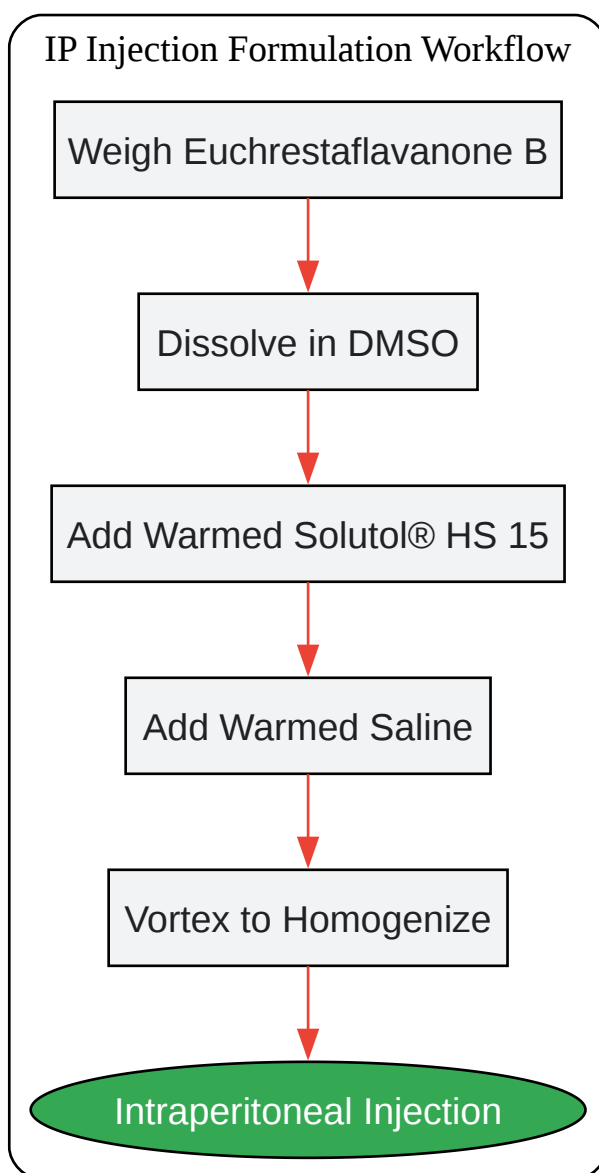 IP Injection Formulation Workflow
Weigh Euchrestaflavanone B
Dissolve in DMSO
Add Warmed Solutol® HS 15
Add Warmed Saline
Vortex to Homogenize
Intraperitoneal Injection